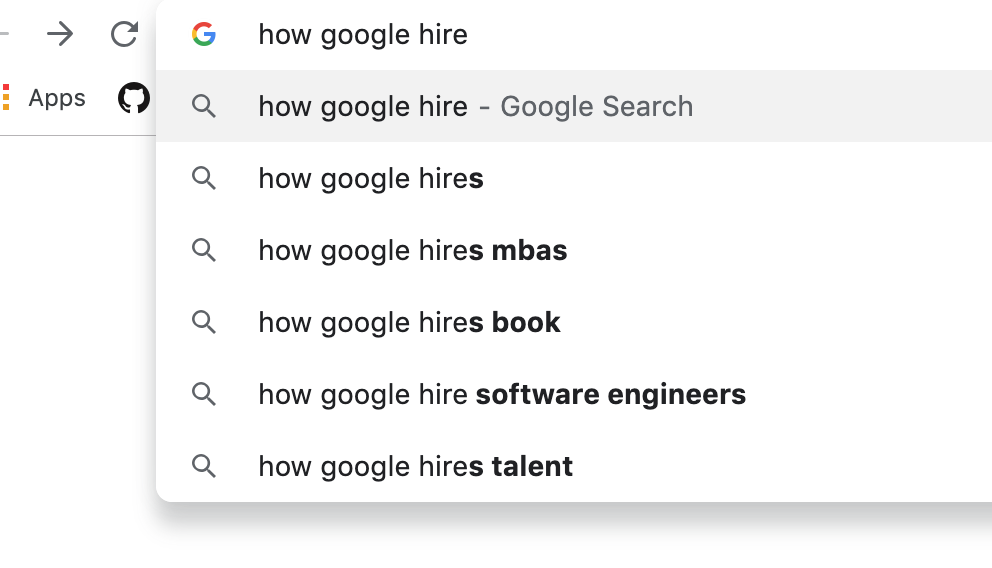 how google hire
Apps
how google hire - Google Search
how google hires
how google hires mbas
how google hires book
how google hire software engineers
how google hires talent